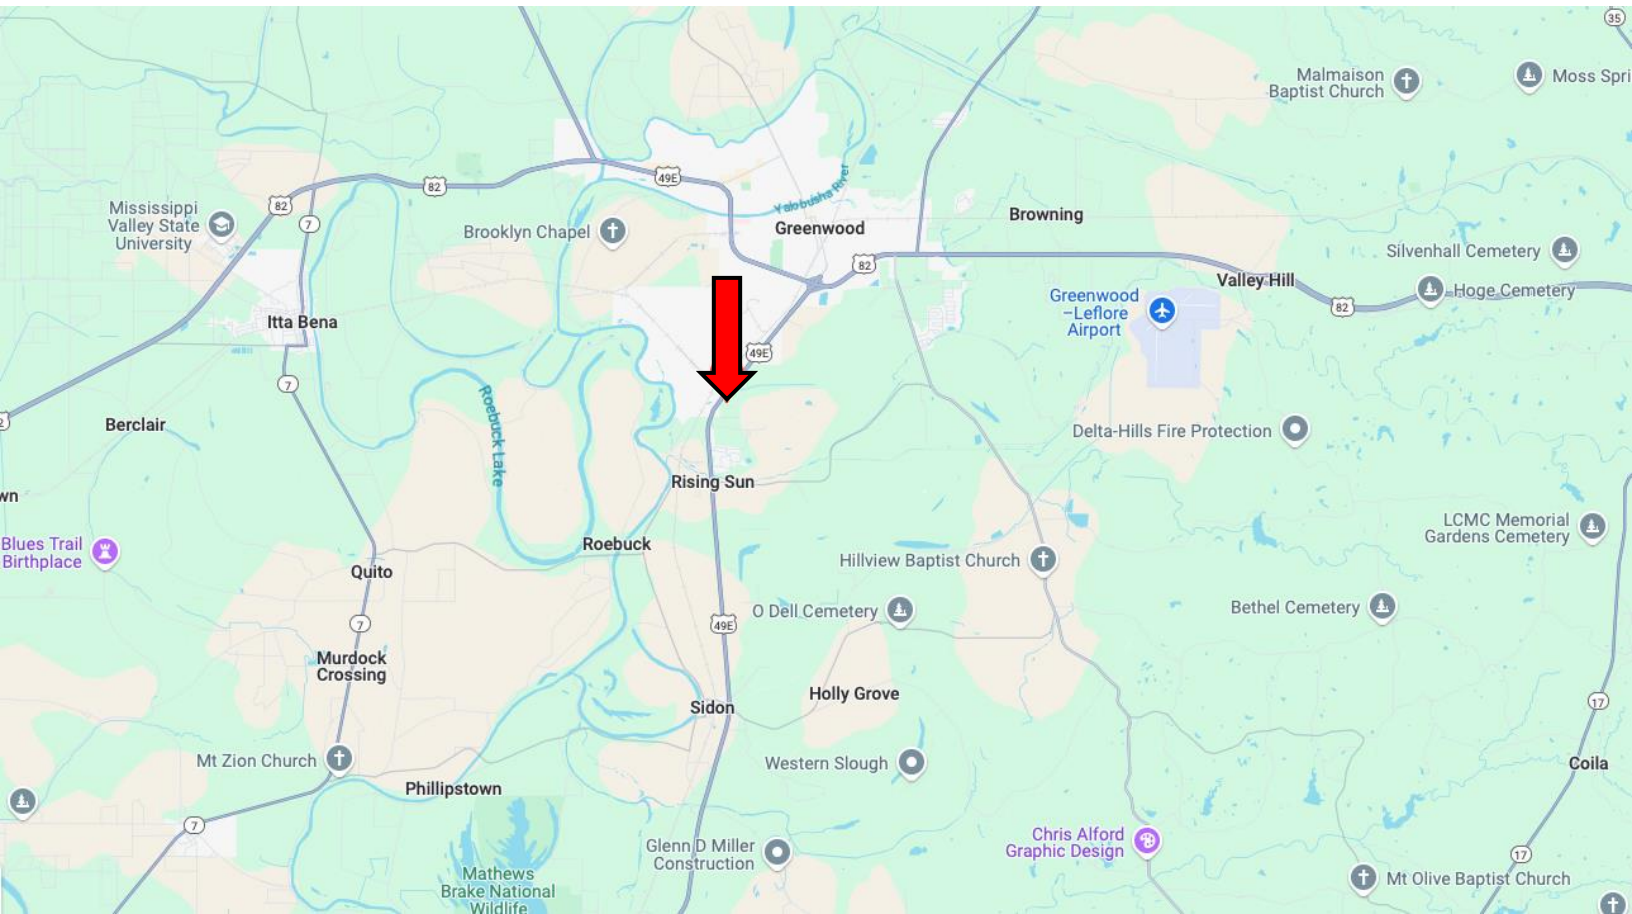 35
Malmaison
Baptist Church
Moss Spri
49E
82
82
7
Mississippi
Valley State
University
Brooklyn Chapel
Yalobusha River
Greenwood
Browning
82
Silvenhall Cemetery
Valley Hill
Hoge Cemetery
82
Greenwood
–Leflore
Airport
Itta Bena
49E
7
Roebuck Lake
Berclair
Delta-Hills Fire Protection
Rising Sun
wn
LCMC Memorial
Gardens Cemetery
Blues Trail
Birthplace
Roebuck
Hillview Baptist Church
Quito
O Dell Cemetery
Bethel Cemetery
7
49E
Murdock
Crossing
Holly Grove
Sidon
17
Mt Zion Church
Western Slough
Coila
Phillipstown
7
Glenn D Miller
Construction
Chris Alford
Graphic Design
17
Mathews
Brake National
Wildlife
Mt Olive Baptist Church